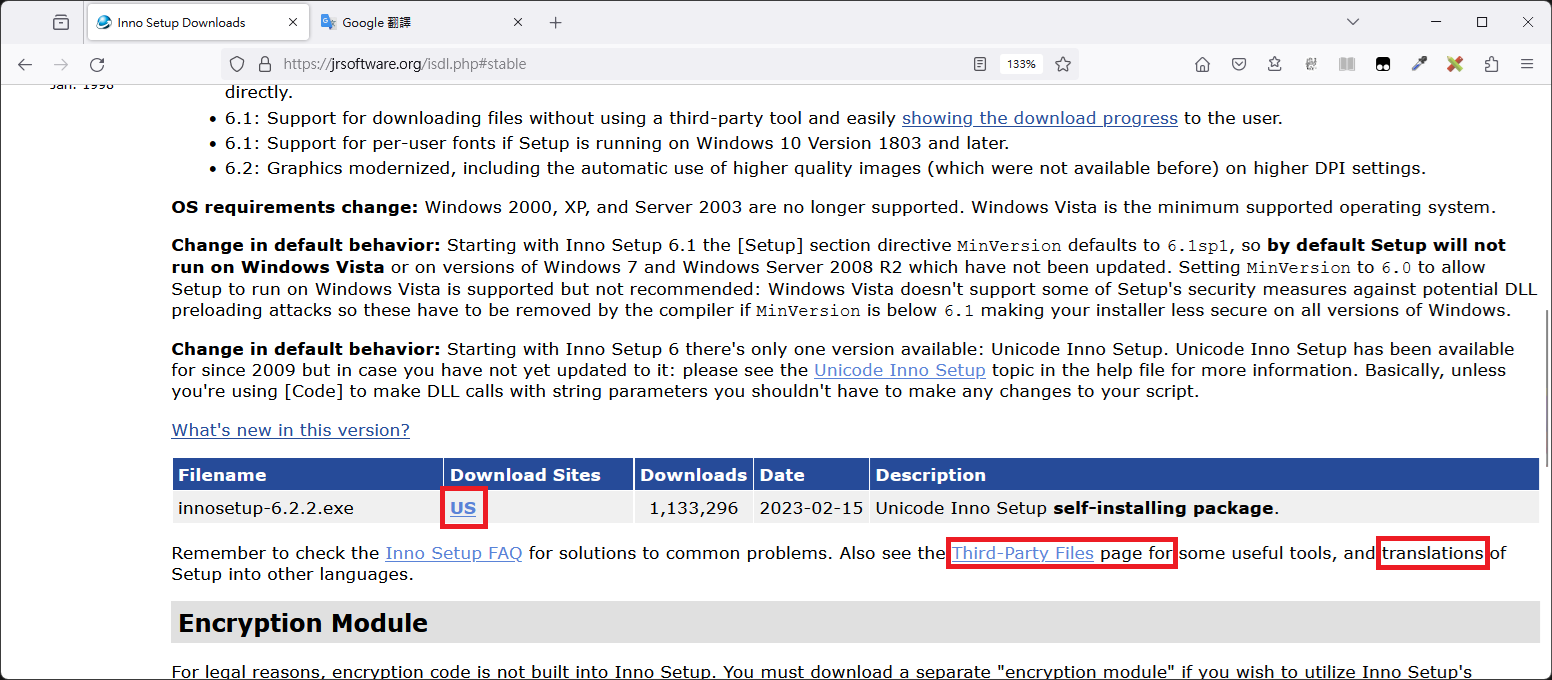 Inno Setup Downloads
Google 翻譯
https://jrsoftware.org/isdl.php#stable
133%
Jan. 1998
directly.
• 6.1: Support for downloading files without using a third-party tool and easily showing the download progress to the user.
• 6.1: Support for per-user fonts if Setup is running on Windows 10 Version 1803 and later.
• 6.2: Graphics modernized, including the automatic use of higher quality images (which were not available before) on higher DPI settings.
OS requirements change: Windows 2000, XP, and Server 2003 are no longer supported. Windows Vista is the minimum supported operating system.
Change in default behavior: Starting with Inno Setup 6.1 the [Setup] section directive MinVersion defaults to 6.1sp1, so by default Setup will not
run on Windows Vista or on versions of Windows 7 and Windows Server 2008 R2 which have not been updated. Setting MinVersion to 6.0 to allow
Setup to run on Windows Vista is supported but not recommended: Windows Vista doesn't support some of Setup's security measures against potential DLL
preloading attacks so these have to be removed by the compiler if MinVersion is below 6.1 making your installer less secure on all versions of Windows.
Change in default behavior: Starting with Inno Setup 6 there's only one version available: Unicode Inno Setup. Unicode Inno Setup has been available
for since 2009 but in case you have not yet updated to it: please see the Unicode Inno Setup topic in the help file for more information. Basically, unless
you're using [Code] to make DLL calls with string parameters you shouldn't have to make any changes to your script.
What's new in this version?
Filename Download Sites Downloads Date Description
innosetup-6.2.2.exe US 1,133,296 2023-02-15 Unicode Inno Setup self-installing package.
Remember to check the Inno Setup FAQ for solutions to common problems. Also see the Third-Party Files page for some useful tools, and translations of
Setup into other languages.
Encryption Module
For legal reasons, encryption code is not built into Inno Setup. You must download a separate "encryption module" if you wish to utilize Inno Setup's